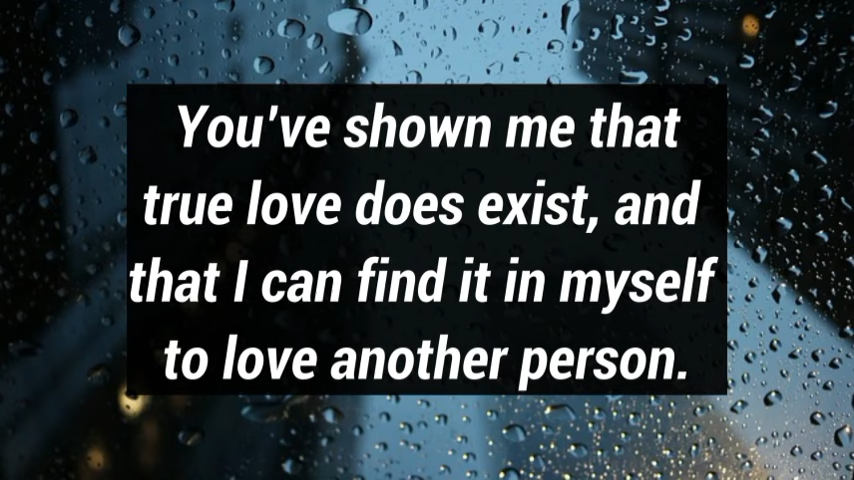 You've shown me that
true love does exist, and
that I can find it in myself
to love another person.